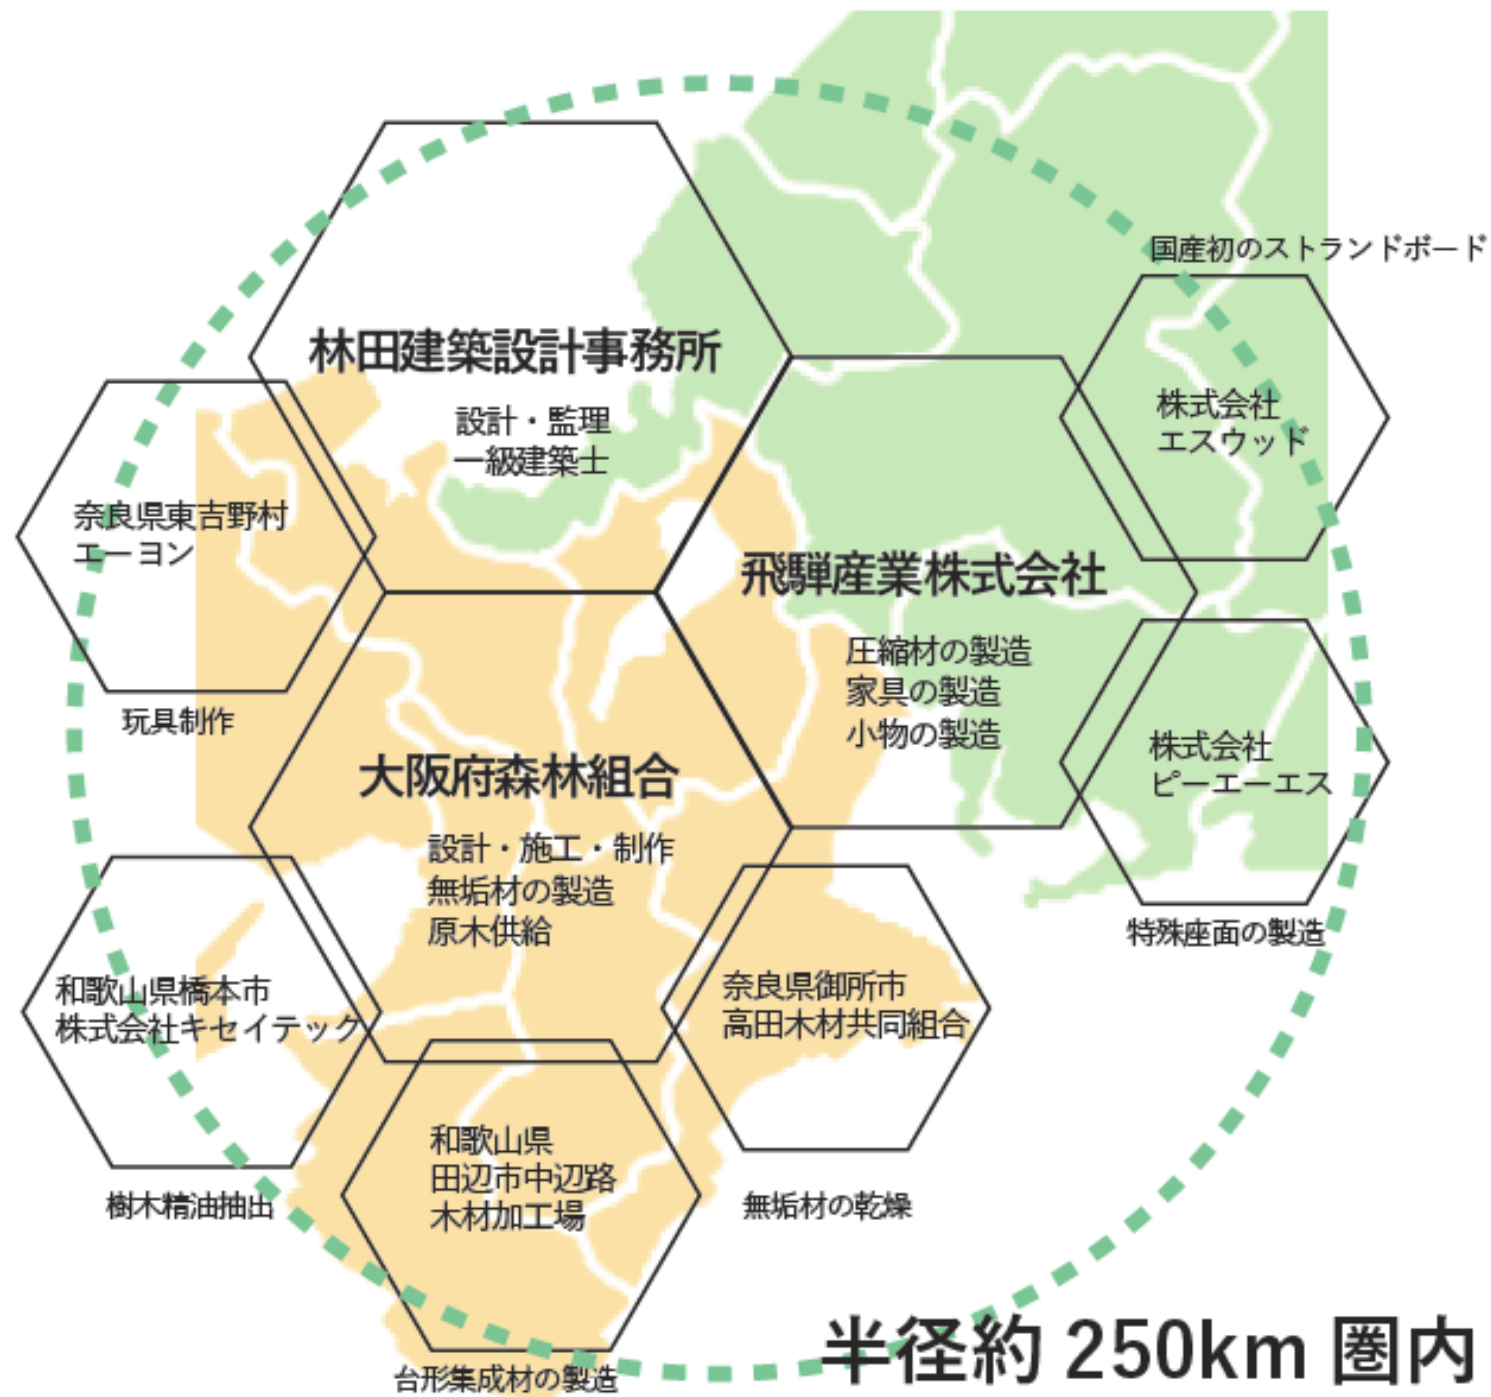 国産初のストランドボード
林田建築設計事務所
設計・監理
一級建築士
株式会社
エスウッド
奈良県東吉野村
エーヨン
玩具制作
飛騨産業株式会社
圧縮材の製造
家具の製造
小物の製造
株式会社
ピーエーエス
特殊座面の製造
大阪府森林組合
設計・施工・制作
無垢材の製造
原木供給
和歌山県橋本市
株式会社キセイテック
樹木精油抽出
奈良県御所市
高田木材共同組合
無垢材の乾燥
和歌山県
田辺市中辺路
木材加工場
台形集成材の製造
半径約 250km 圏内